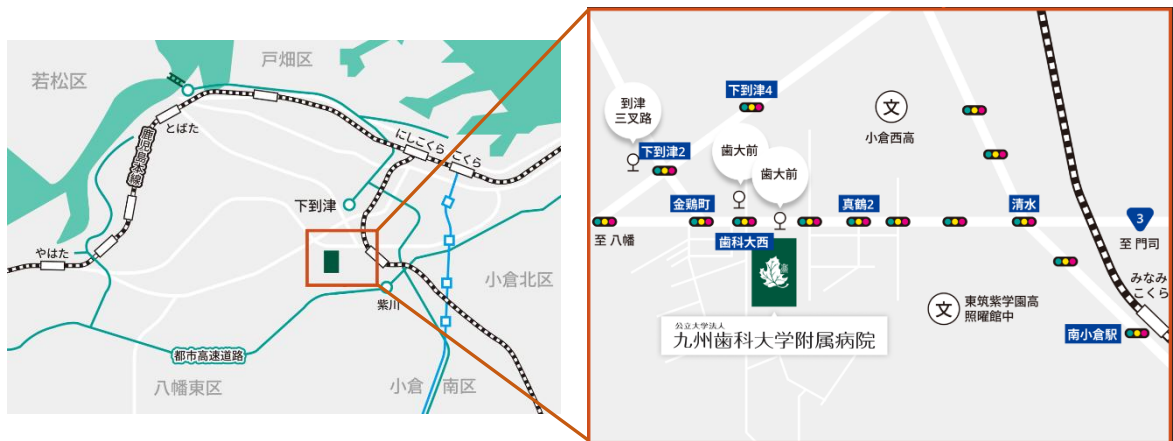 戸畑区
若松区
とばた
鹿児島本線
にしこくら
こくら
下到津
やはた
小倉北区
紫川
都市高速道路
八幡東区
小倉
南区
到津
三叉路
下到津4
文
小倉西高
下到津2
歯大前
歯大前
金鶏町
真鶴2
清水
3
至 八幡
歯科大西
至 門司
みなみ
こくら
文
東筑紫学園高
照曜館中
公立大学法人
九州歯科大学附属病院
南小倉駅